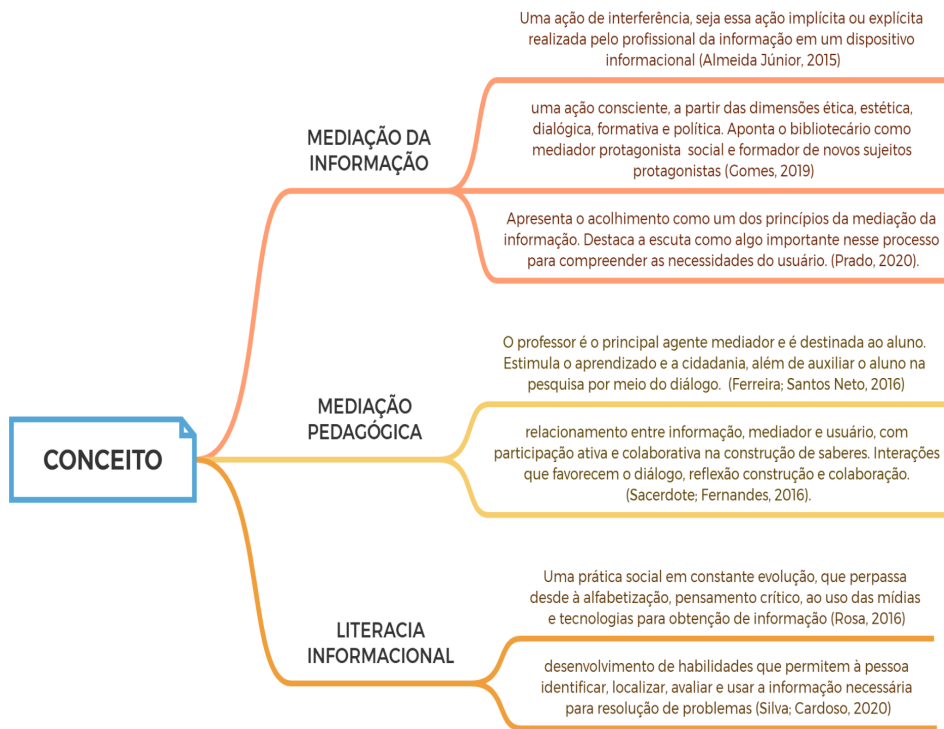 CONCEITO
MEDIAÇÃO DA
INFORMAÇÃO
Uma ação de interferência, seja essa ação implícita ou explícita
realizada pelo profissional da informação em um dispositivo
informacional (Almeida Júnior, 2015)
uma ação consciente, a partir das dimensões ética, estética,
dialógica, formativa e política. Aponta o bibliotecário como
mediador protagonista social e formador de novos sujeitos
protagonistas (Gomes, 2019)
Apresenta o acolhimento como um dos princípios da mediação da
informação. Destaca a escuta como algo importante nesse processo
para compreender as necessidades do usuário. (Prado, 2020).
MEDIAÇÃO
PEDAGÓGICA
O professor é o principal agente mediador e é destinada ao aluno.
Estimula o aprendizado e a cidadania, além de auxiliar o aluno na
pesquisa por meio do diálogo. (Ferreira; Santos Neto, 2016)
relacionamento entre informação, mediador e usuário, com
participação ativa e colaborativa na construção de saberes. Interações
que favorecem o diálogo, reflexão construção e colaboração.
(Sacerdote; Fernandes, 2016).
LITERACIA
INFORMACIONAL
Uma prática social em constante evolução, que perpassa
desde à alfabetização, pensamento crítico, ao uso das mídias
e tecnologias para obtenção de informação (Rosa, 2016)
desenvolvimento de habilidades que permitem à pessoa
identificar, localizar, avaliar e usar a informação necessária
para resolução de problemas (Silva; Cardoso, 2020)